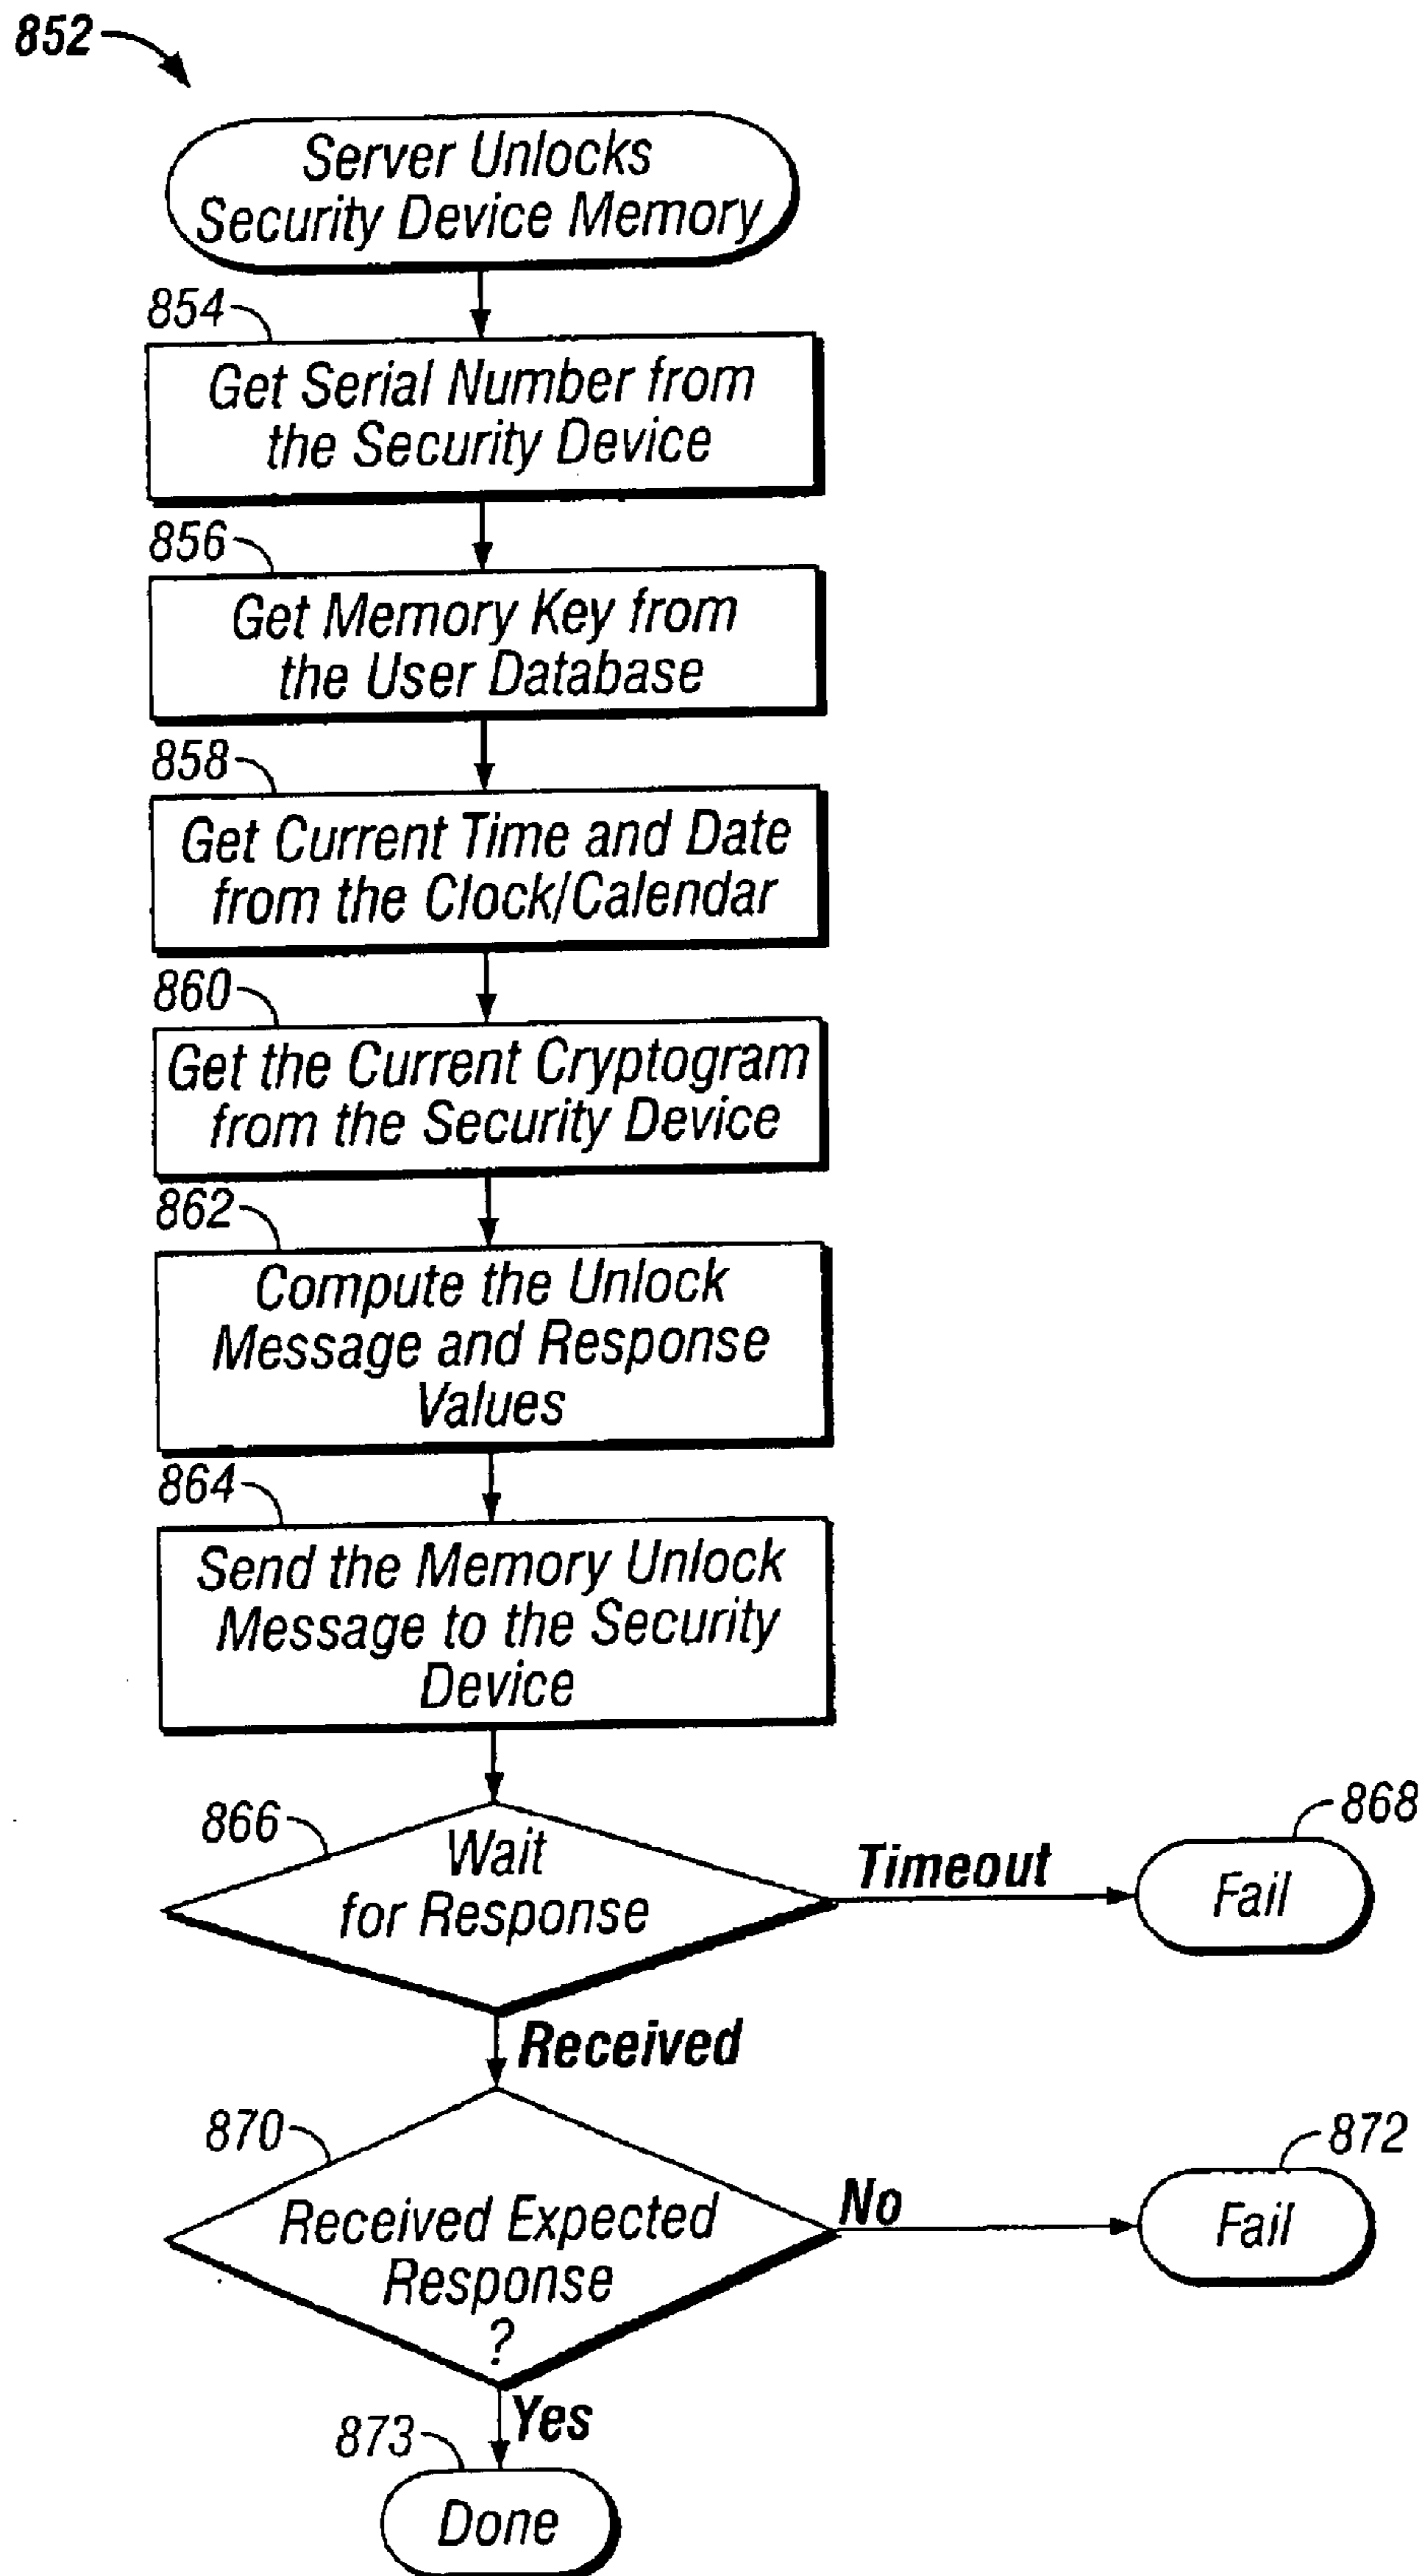 852
Server Unlocks
Security Device Memory
854
Get Serial Number from
the Security Device
856
Get Memory Key from
the User Database
858
Get Current Time and Date
from the Clock/Calendar
860
Get the Current Cryptogram
from the Security Device
862
Compute the Unlock
Message and Response
Values
864
Send the Memory Unlock
Message to the Security
Device
866
Wait
for Response
Timeout
868
Fail
Received
870
Received Expected
Response
?
No
872
Fail
Yes
873
Done